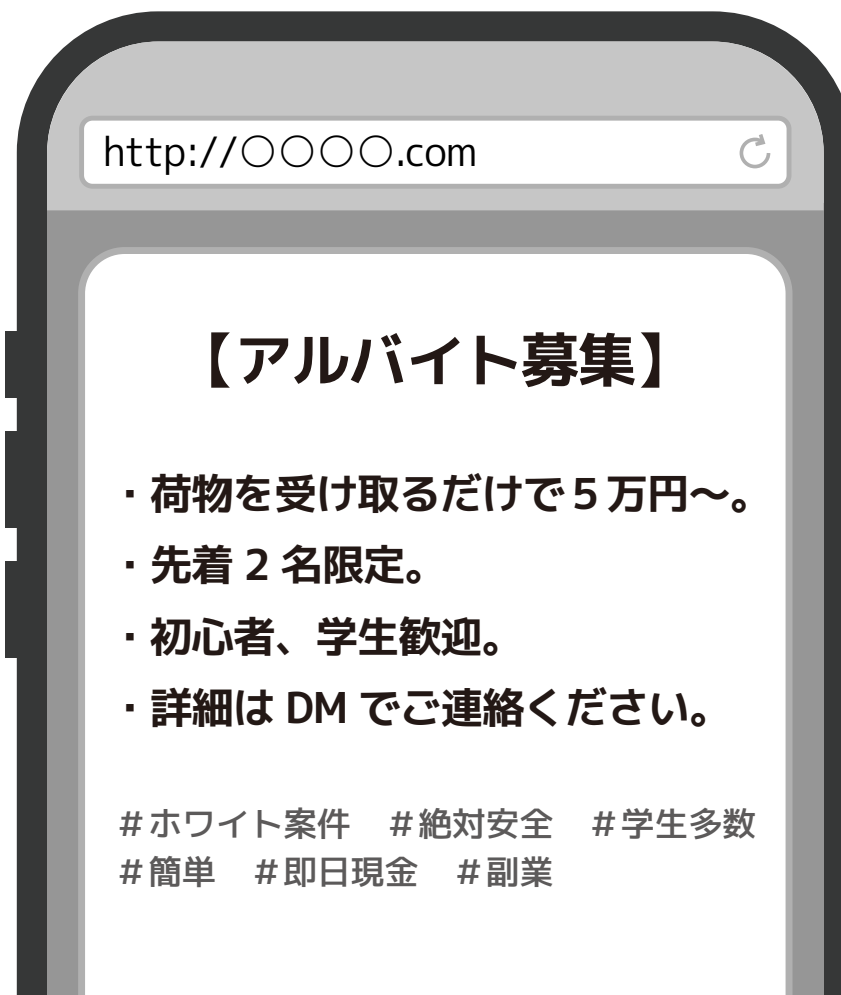 http://○○○○.com
【アルバイト募集】
・荷物を受け取るだけで５万円〜。
・先着 2 名限定。
・初心者、学生歓迎。
・詳細は DM でご連絡ください。
＃ホワイト案件　＃絶対安全　＃学生多数
＃簡単　＃即日現金　＃副業